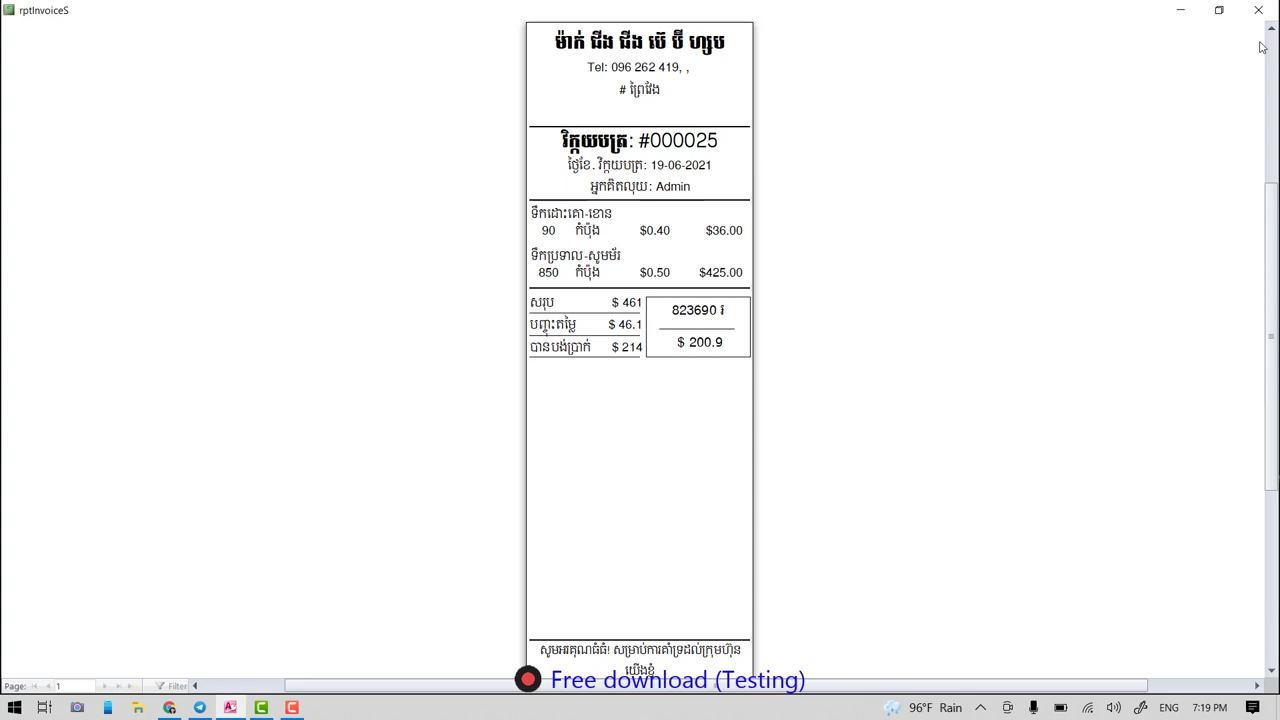 rptInvoiceS
ម៉ាក់ ជីង ជីង ប៊េ ប៊ី ហ្សុប
Tel: 096 262 419, ,
# ព្រៃវែង
វិក្កយបត្រ: #000025
ថ្ងៃខែ. វិក្កយបត្រ: 19-06-2021
អ្នកគិតលុយ: Admin
ទឹកដោះគោ-ខោន
90 កំប៉ុង $0.40 $36.00
ទឹកប្រទាល-សូមម័រ
850 កំប៉ុង $0.50 $425.00
សរុប $ 461
បញ្ចុះតម្លៃ $ 46.1
បានបង់ប្រាក់ $ 214
823690 រ
$ 200.9
សូមអរគុណធំធំ! សម្រាប់ការគាំទ្រដល់ក្រុមហ៊ុន
យើងខ្ញុំ
Free download (Testing)
Page: 1 Filter
96°F Rain ENG 7:19 PM